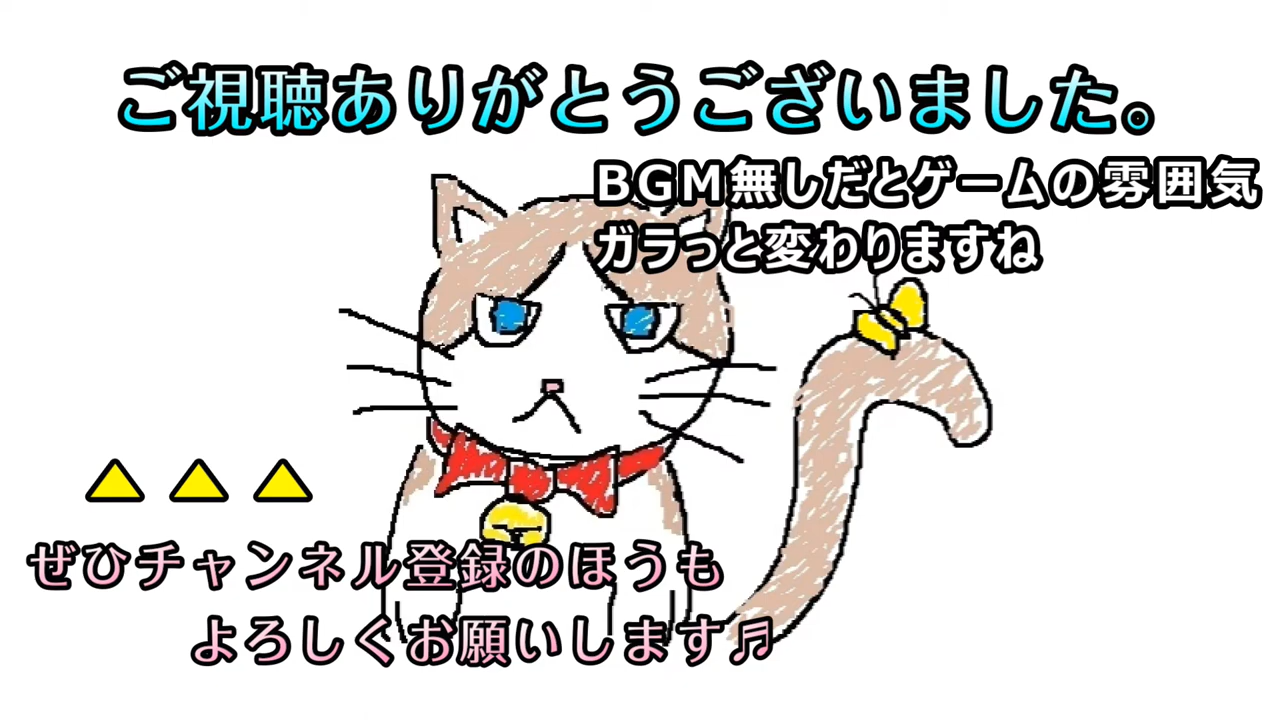 ご視聴ありがとうございました。
BGM無しだとゲームの雰囲気
ガラっと変わりますね
▲▲▲
ぜひチャンネル登録のほうも
よろしくお願いします♬